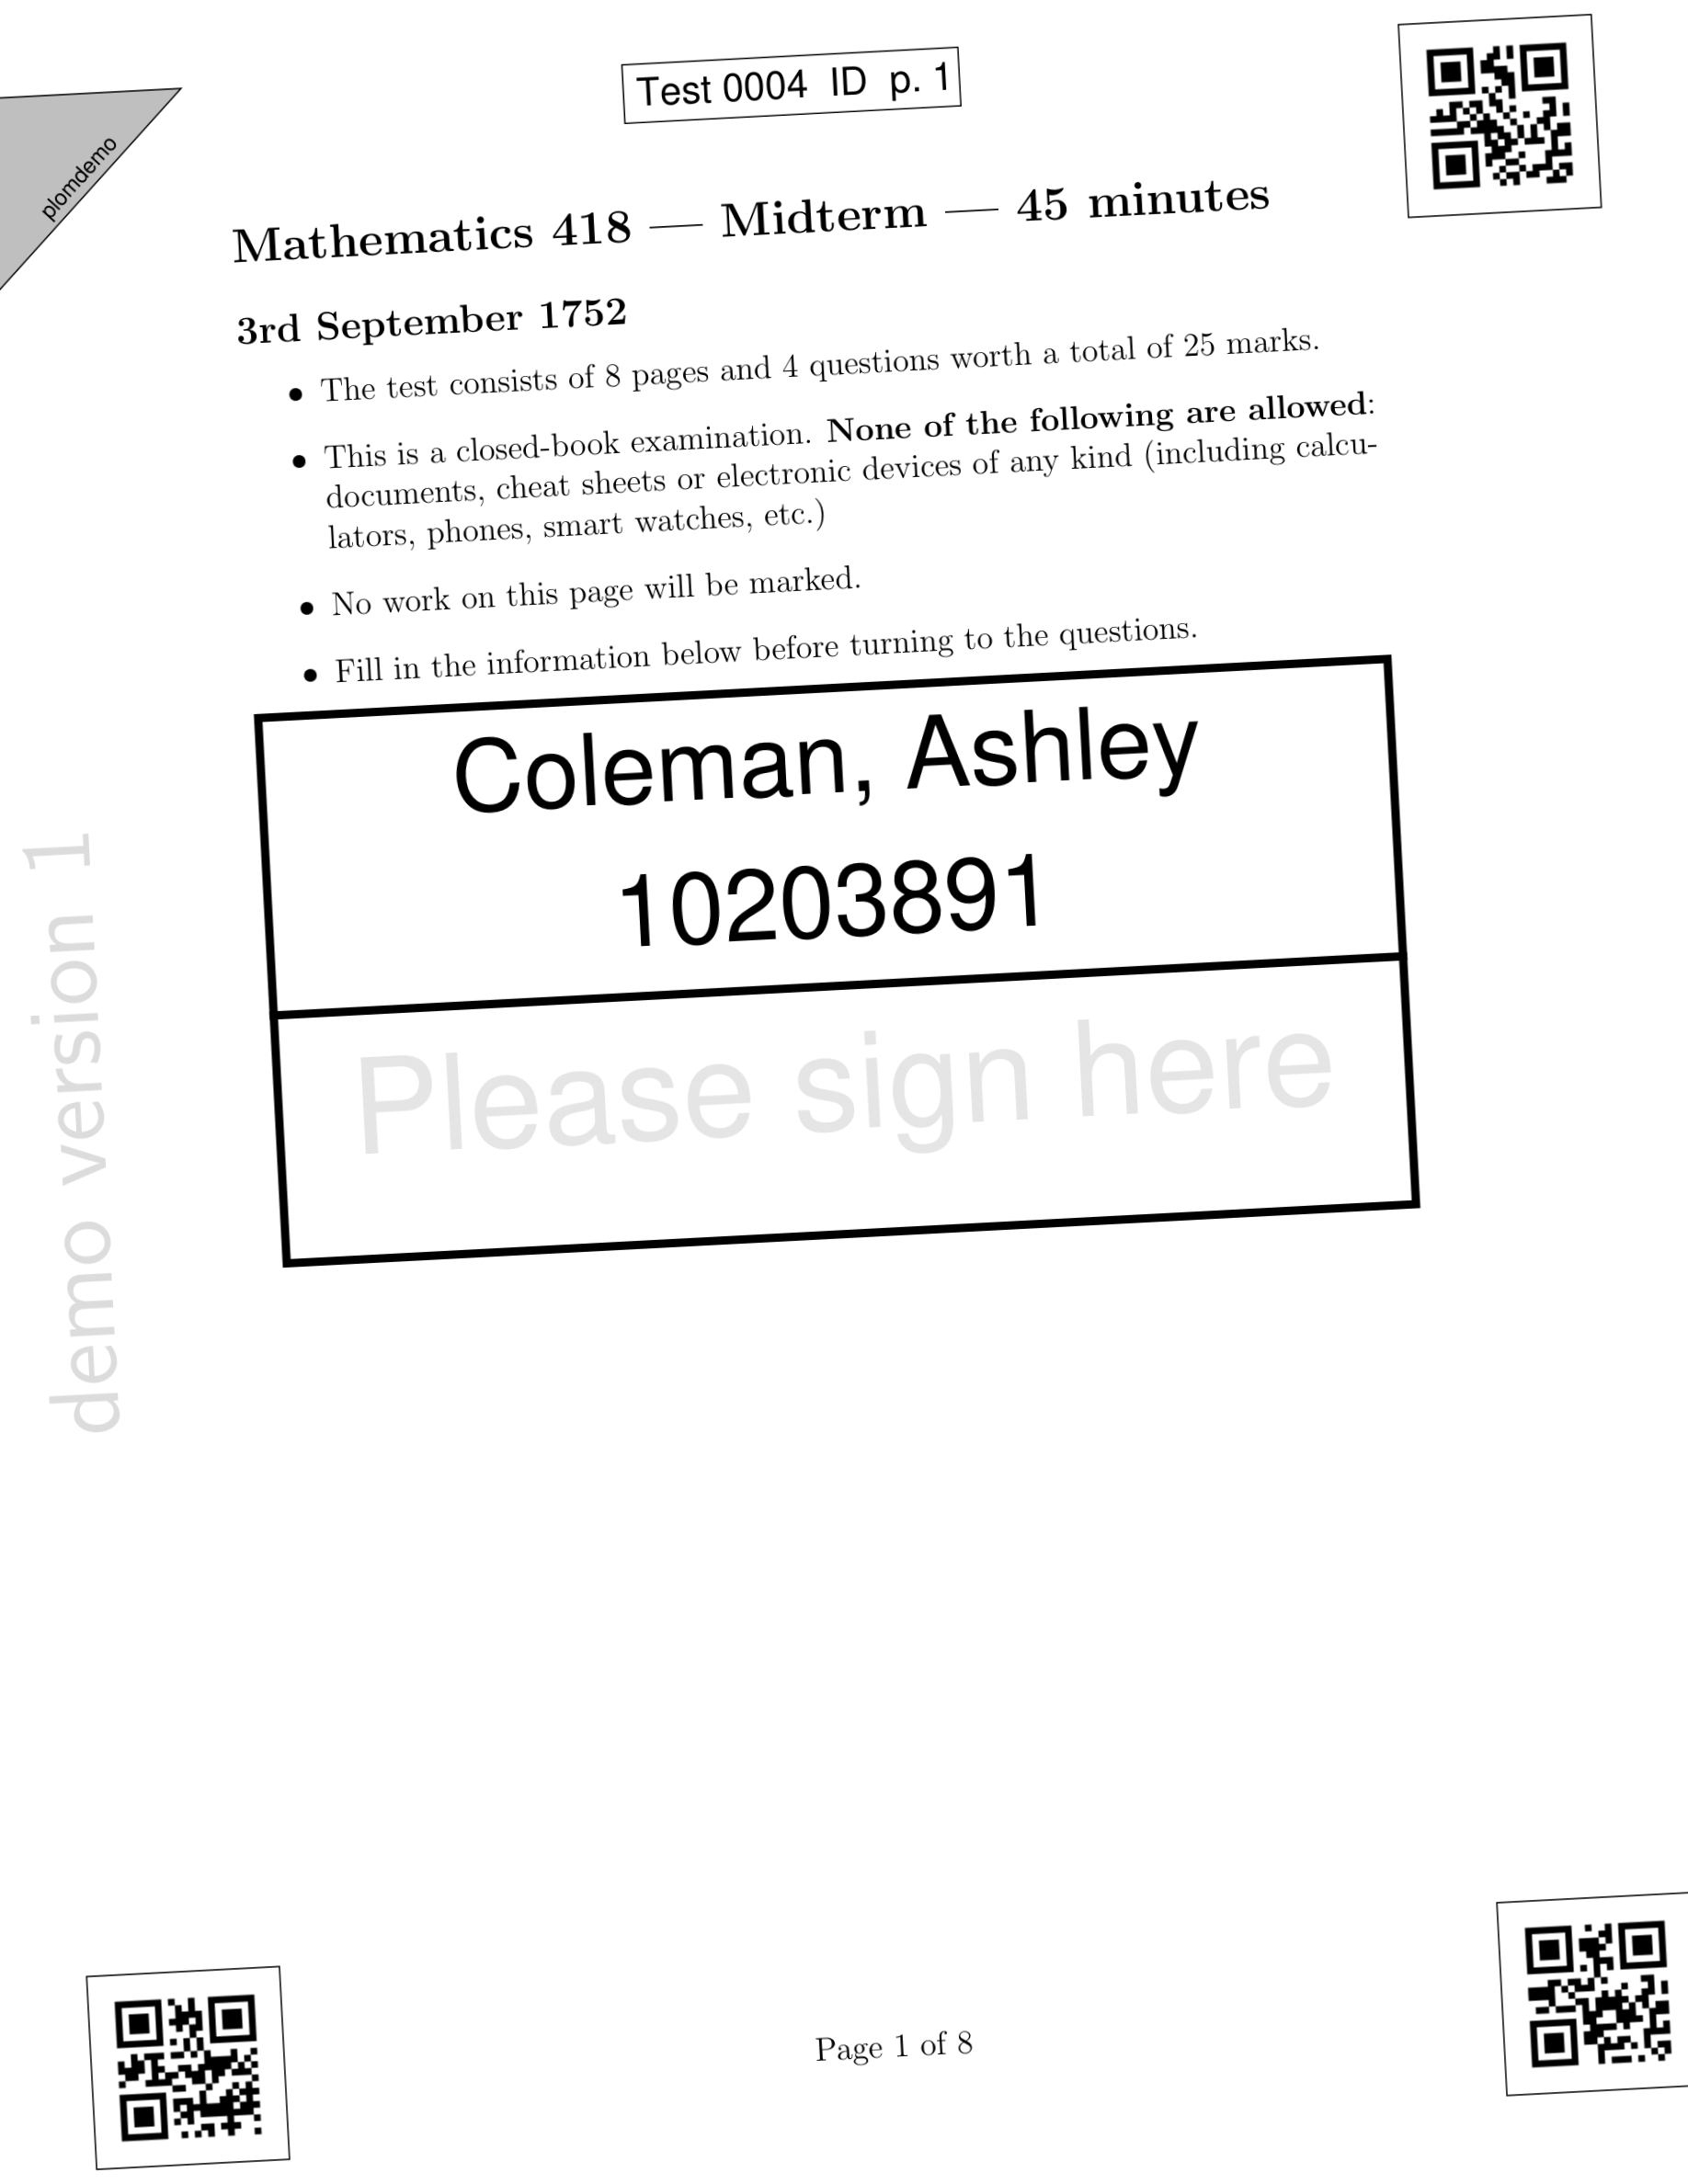 Test 0004 ID p. 1
plomdemo
Mathematics 418 — Midterm — 45 minutes
3rd September 1752
• The test consists of 8 pages and 4 questions worth a total of 25 marks.
• This is a closed-book examination. None of the following are allowed:
documents, cheat sheets or electronic devices of any kind (including calcu-
lators, phones, smart watches, etc.)
• No work on this page will be marked.
• Fill in the information below before turning to the questions.
Coleman, Ashley
10203891
Please sign here
demo version 1
Page 1 of 8